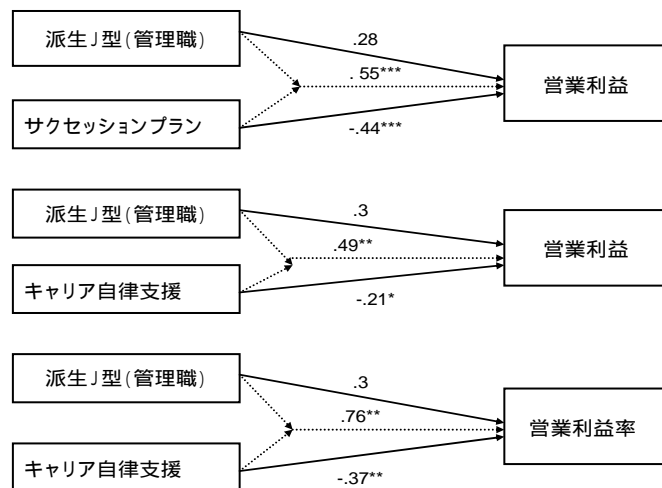 派生J型(管理職)
.28
. 55***
営業利益
サクセッションプラン
-.44***
派生J型(管理職)
.3
.49**
営業利益
キャリア自律支援
-.21*
派生J型(管理職)
.3
.76**
営業利益率
キャリア自律支援
-.37**